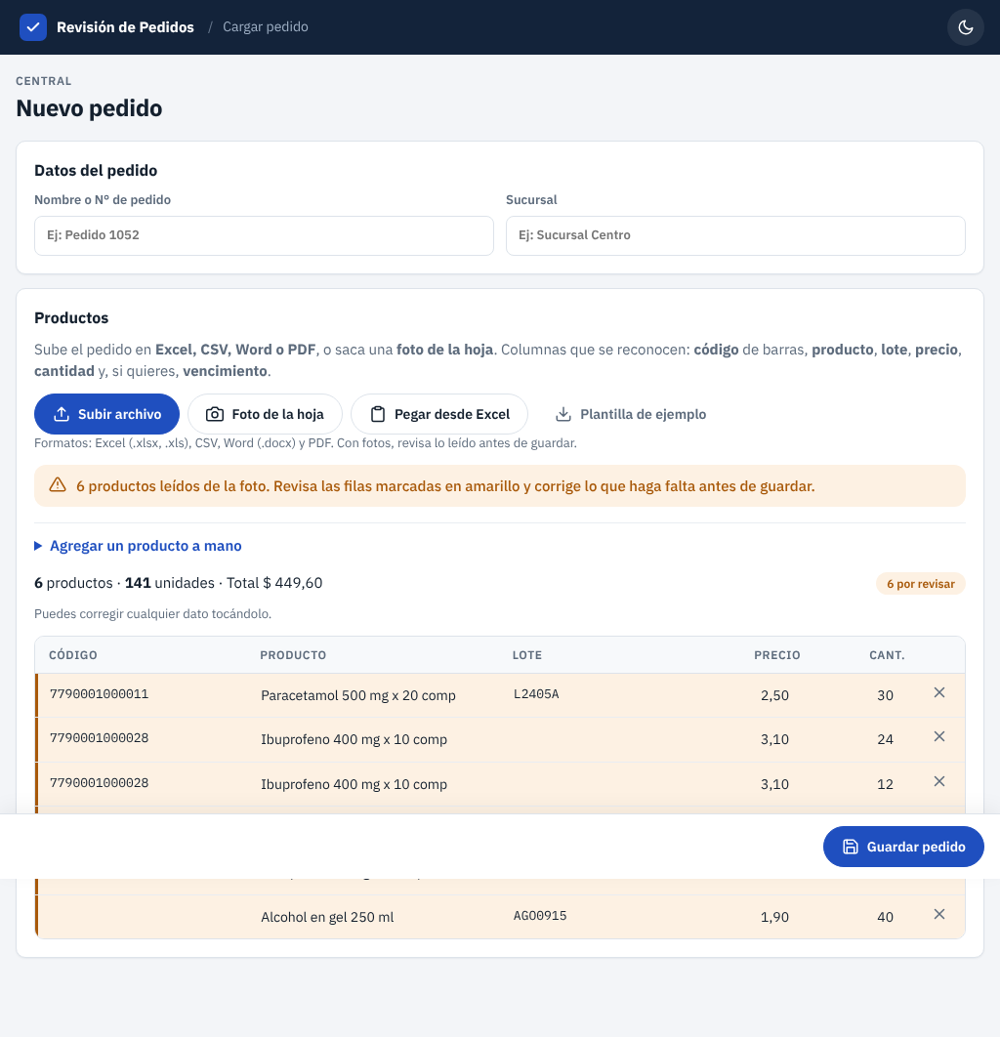 Revisión de Pedidos / Cargar pedido
CENTRAL
Nuevo pedido
Datos del pedido
Nombre o N° de pedido
Sucursal
Ej: Pedido 1052
Ej: Sucursal Centro
Productos
Sube el pedido en Excel, CSV, Word o PDF, o saca una foto de la hoja. Columnas que se reconocen: código de barras, producto, lote, precio,
cantidad y, si quieres, vencimiento.
Subir archivo
Foto de la hoja
Pegar desde Excel
Plantilla de ejemplo
Formatos: Excel (.xlsx, .xls), CSV, Word (.docx) y PDF. Con fotos, revisa lo leído antes de guardar.
6 productos leídos de la foto. Revisa las filas marcadas en amarillo y corrige lo que haga falta antes de guardar.
Agregar un producto a mano
6 productos · 141 unidades · Total $ 449,60
6 por revisar
Puedes corregir cualquier dato tocándolo.
CÓDIGO PRODUCTO LOTE PRECIO CANT.
7790001000011 Paracetamol 500 mg x 20 comp L2405A 2,50 30
7790001000028 Ibuprofeno 400 mg x 10 comp 3,10 24
7790001000028 Ibuprofeno 400 mg x 10 comp 3,10 12
Guardar pedido
Alcohol en gel 250 ml AGO0915 1,90 40